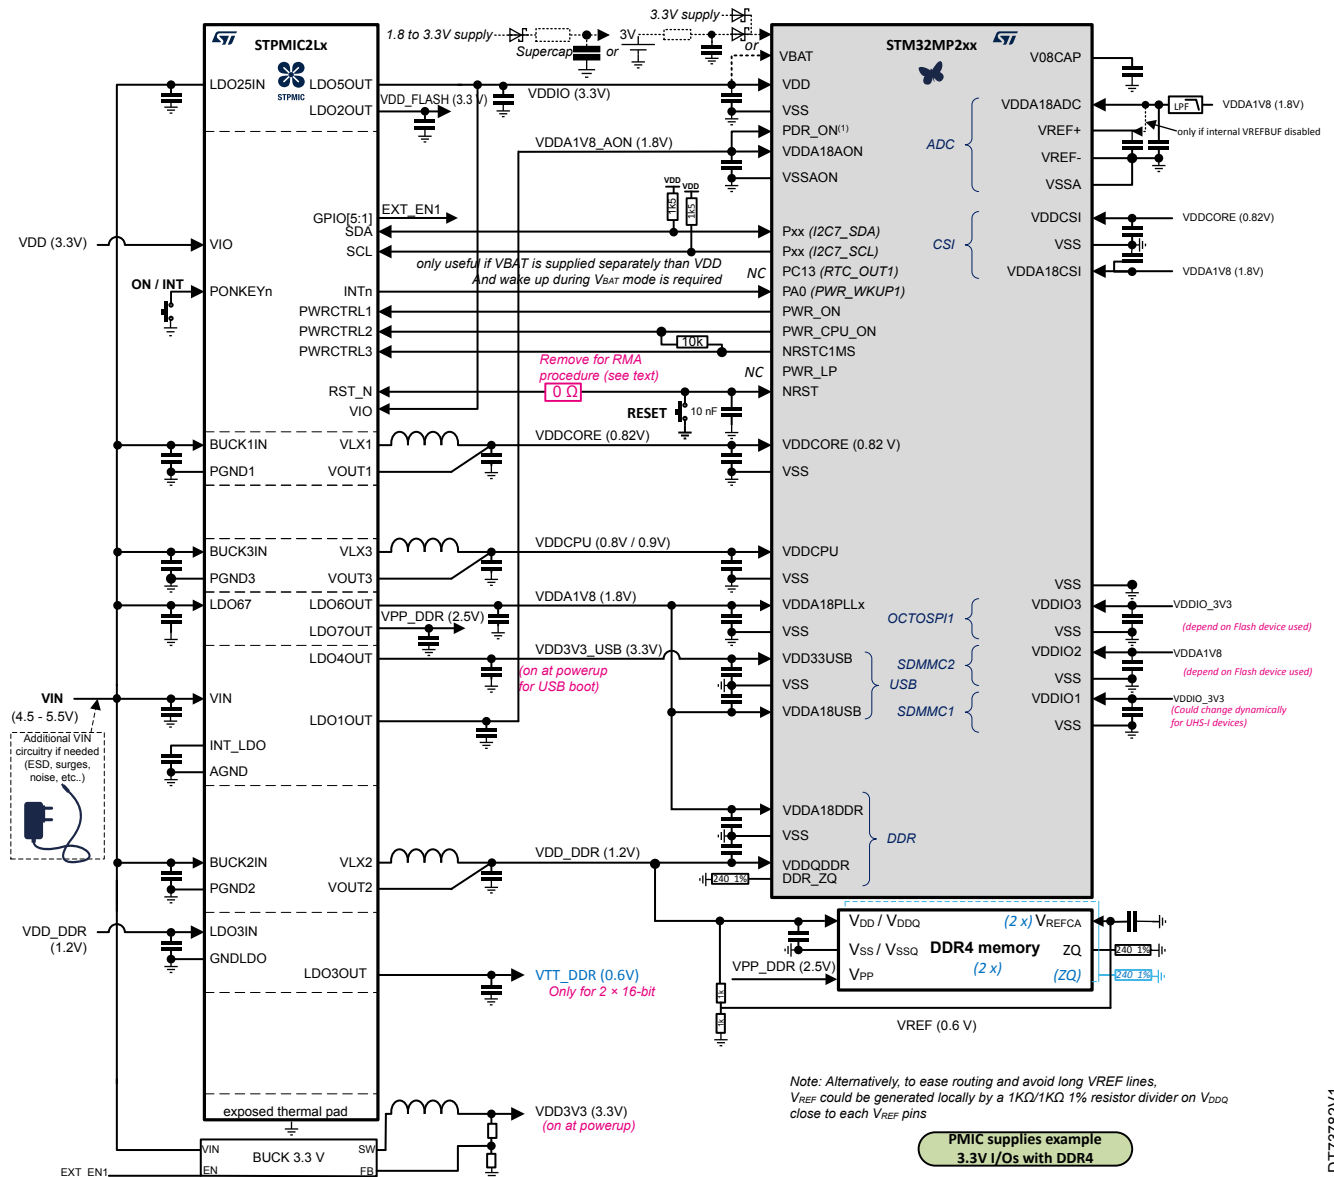 STPMIC2Lx
STPMIC
LDO25IN
LDO5OUT
LDO2OUT
GPIO[5:1]
SDA
VIO
SCL
PONKEYn
INTn
PWRCTRL1
PWRCTRL2
PWRCTRL3
RST_N
VIO
BUCK1IN
VLX1
PGND1
VOUT1
BUCK3IN
VLX3
PGND3
VOUT3
LDO67
LDO6OUT
LDO7OUT
LDO4OUT
VIN
LDO1OUT
INT_LDO
AGND
BUCK2IN
VLX2
PGND2
VOUT2
LDO3IN
GNDLDO
LDO3OUT
exposed thermal pad
VIN
SW
BUCK 3.3 V
EN
FB
EXT_EN1
VDD (3.3V)
ON / INT
VIN
(4.5 - 5.5V)
Additional VIN
circuitry if needed
(ESD, surges,
noise, etc..)
VDD_DDR
(1.2V)
1.8 to 3.3V supply
Supercap
or
3V
3.3V supply
or
VDDIO (3.3V)
VDD_FLASH (3.3 V)
VDDA1V8_AON (1.8V)
EXT_EN1
VDD
VDD
1k5
1k5
only useful if VBAT is supplied separately than VDD
And wake up during VBAT mode is required
NC
10k
Remove for RMA
procedure (see text)
0 Ω
NC
RESET
10 nF
VDDCORE (0.82V)
VDDCPU (0.8V / 0.9V)
VDDA1V8 (1.8V)
VPP_DDR (2.5V)
VDD3V3_USB (3.3V)
(on at powerup
for USB boot)
VDD_DDR (1.2V)
240 1%
VTT_DDR (0.6V)
Only for 2 × 16-bit
VDD3V3 (3.3V)
(on at powerup)
STM32MP2xx
VBAT
VDD
VSS
PDR_ON(1)
VDDA18AON
VSSAON
Pxx (I2C7_SDA)
Pxx (I2C7_SCL)
PC13 (RTC_OUT1)
PA0 (PWR_WKUP1)
PWR_ON
PWR_CPU_ON
NRSTC1MS
PWR_LP
NRST
VDDCORE (0.82 V)
VSS
VDDCPU
VSS
VDDA18PLLx
VSS
VDD33USB
VSS
USB
VDDA18USB
VDDA18DDR
VSS
DDR
VDDQDDR
DDR_ZQ
V08CAP
VDDA18ADC
VREF+
ADC
VREF-
VSSA
VDDCSI
CSI
VSS
VDDA18CSI
VSS
OCTOSPI1
VDDIO3
VSS
SDMMC2
VDDIO2
VSS
SDMMC1
VDDIO1
VSS
LPF
VDDA1V8 (1.8V)
only if internal VREFBUF disabled
VDDCORE (0.82V)
VDDA1V8 (1.8V)
VDDIO_3V3
(depend on Flash device used)
VDDA1V8
(depend on Flash device used)
VDDIO_3V3
(Could change dynamically
for UHS-I devices)
VDD / VDDQ
(2 x) VREFCA
VSS / VSSQ
DDR4 memory
ZQ
(2 x)
VPP
(ZQ)
VPP_DDR (2.5V)
240 1%
240 1%
1k
1k
VREF (0.6 V)
Note: Alternatively, to ease routing and avoid long VREF lines,
VREF could be generated locally by a 1KΩ/1KΩ 1% resistor divider on VDDQ
close to each VREF pins
PMIC supplies example
3.3V I/Os with DDR4
DT73782V1